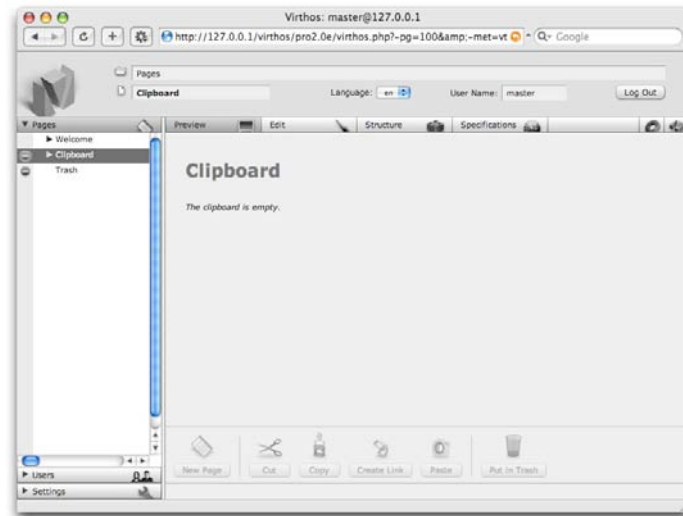 Virthos: master@127.0.0.1
http://127.0.0.1/virthos/pro2.0e/virthos.php?-pg=100&amp;-met=vt
Google
Pages
Clipboard
Language: en
User Name: master
Log Out
Pages
Preview
Edit
Structure
Specifications
Welcome
Clipboard
Trash
Clipboard
The clipboard is empty.
New Page
Cut
Copy
Create Link
Paste
Put in Trash
Users
Settings